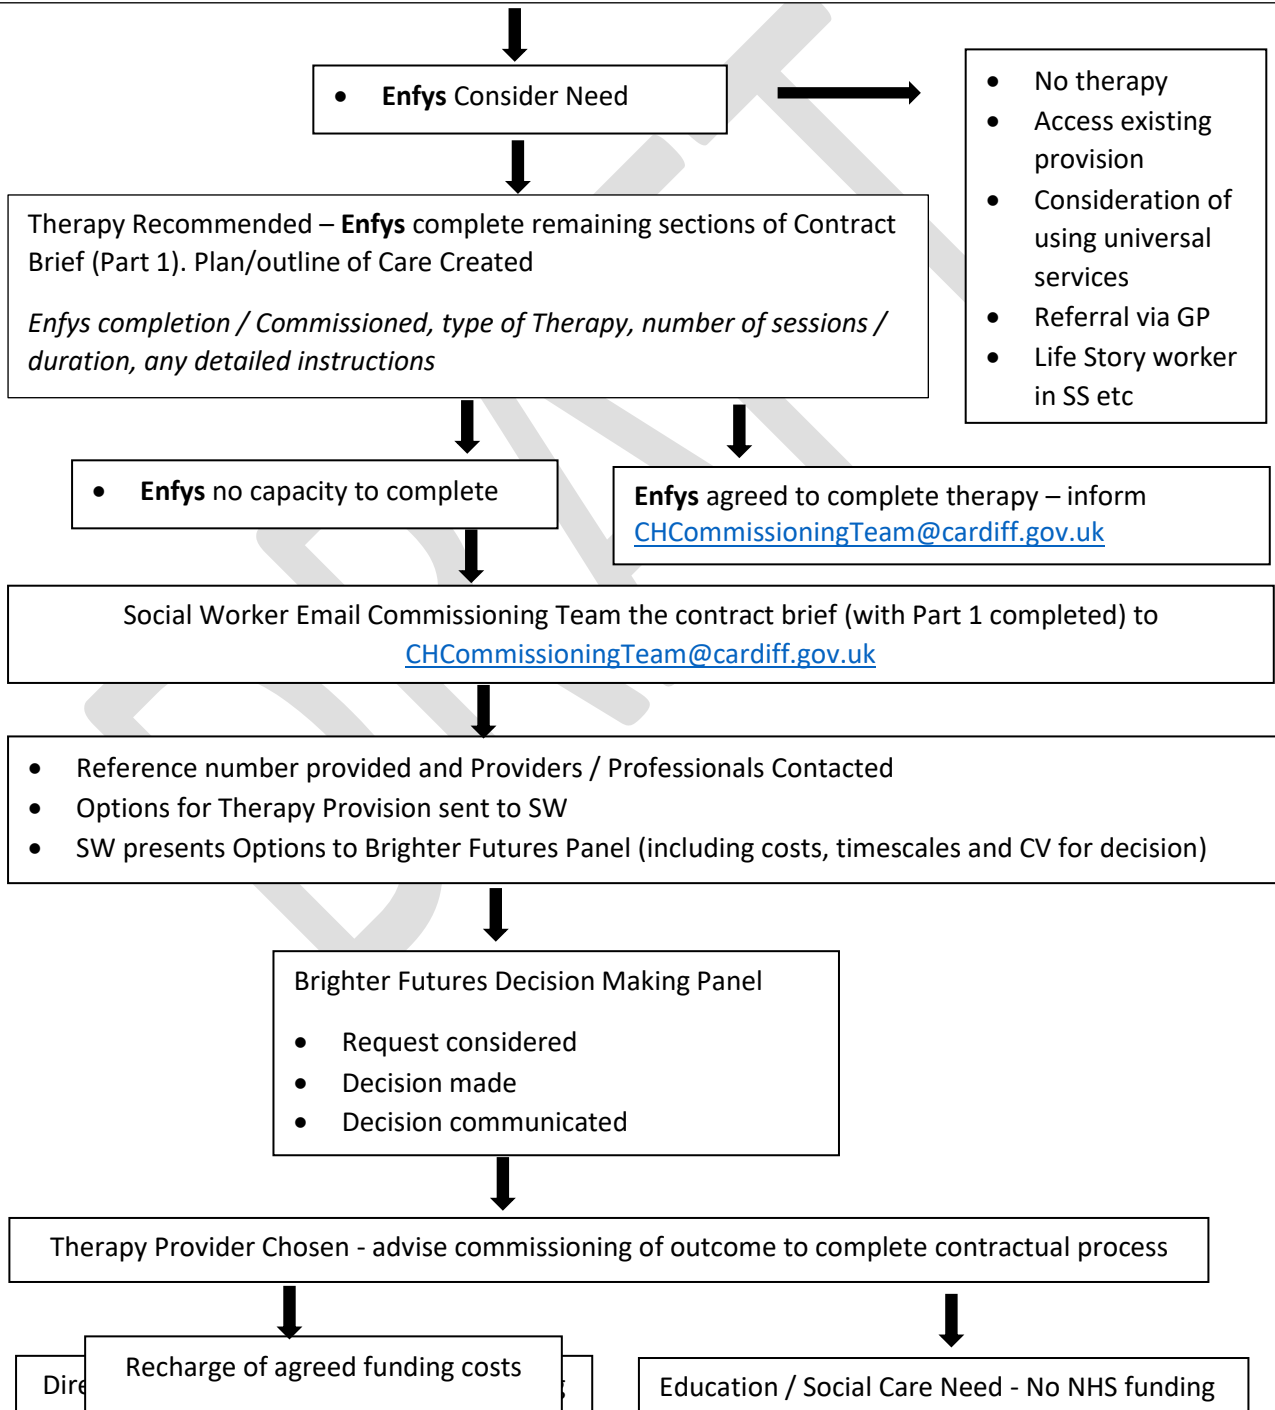 • Enfys Consider Need
• No therapy
• Access existing
provision
• Consideration of
using universal
services
• Referral via GP
• Life Story worker
in SS etc
Therapy Recommended – Enfys complete remaining sections of Contract
Brief (Part 1). Plan/outline of Care Created
Enfys completion / Commissioned, type of Therapy, number of sessions /
duration, any detailed instructions
• Enfys no capacity to complete
Enfys agreed to complete therapy – inform
CHCommissioningTeam@cardiff.gov.uk
Social Worker Email Commissioning Team the contract brief (with Part 1 completed) to
CHCommissioningTeam@cardiff.gov.uk
• Reference number provided and Providers / Professionals Contacted
• Options for Therapy Provision sent to SW
• SW presents Options to Brighter Futures Panel (including costs, timescales and CV for decision)
Brighter Futures Decision Making Panel
• Request considered
• Decision made
• Decision communicated
Therapy Provider Chosen - advise commissioning of outcome to complete contractual process
Recharge of agreed funding costs
Education / Social Care Need - No NHS funding
DRAFT